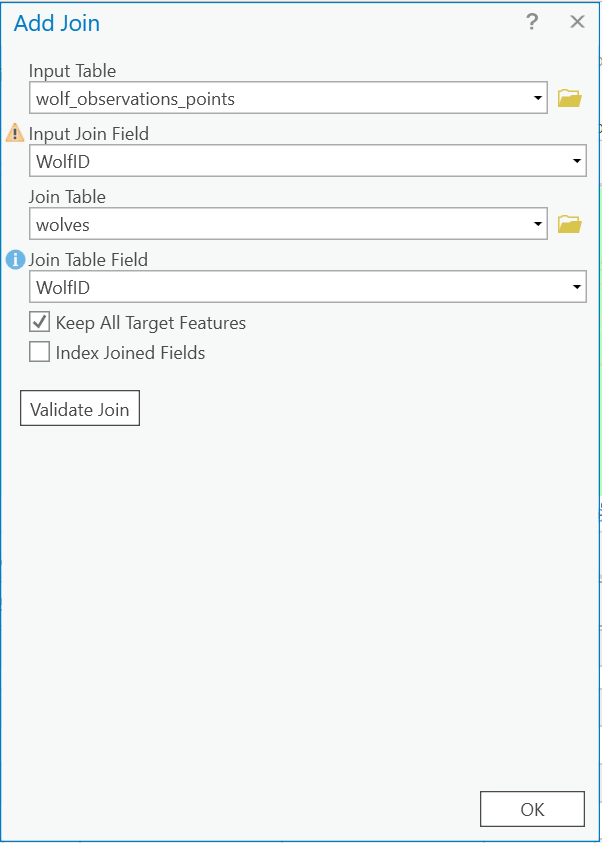 Add Join
?
Input Table
wolf_observations_points
Input Join Field
WolfID
Join Table
wolves
Join Table Field
WolfID
Keep All Target Features
Index Joined Fields
Validate Join
OK